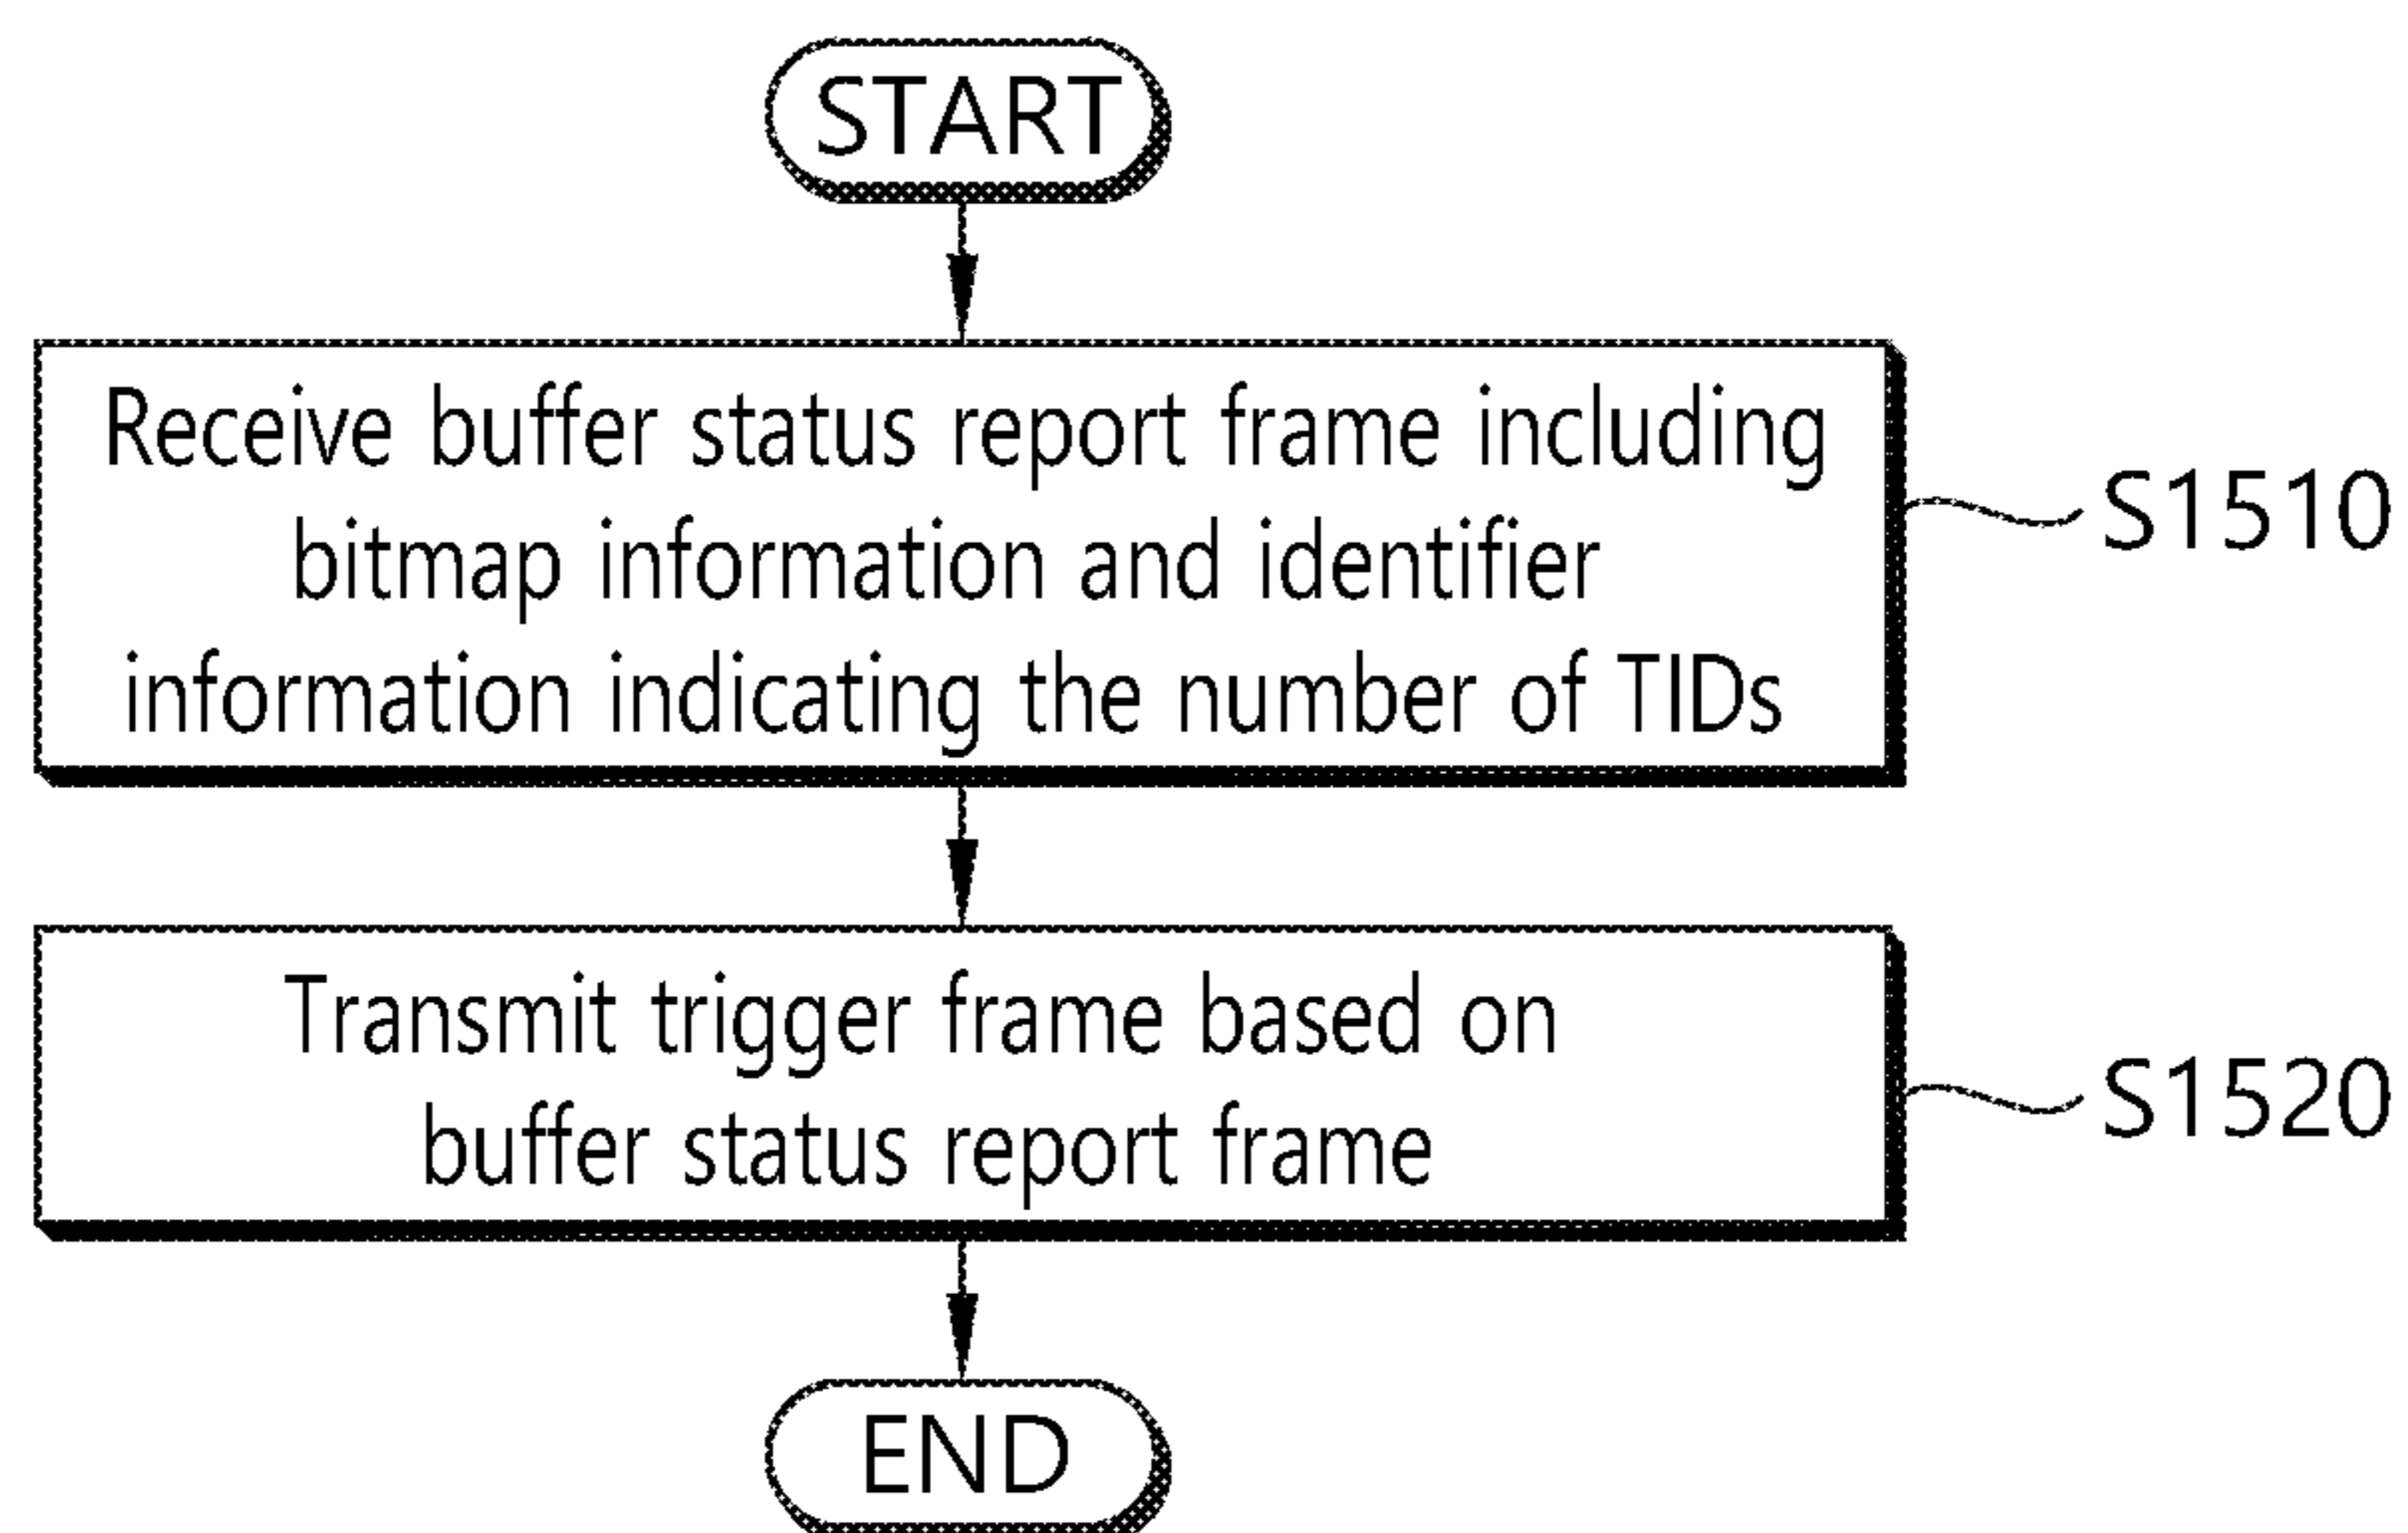 START
Receive buffer status report frame including
bitmap information and identifier
information indicating the number of TIDs
S1510
Transmit trigger frame based on
buffer status report frame
S1520
END